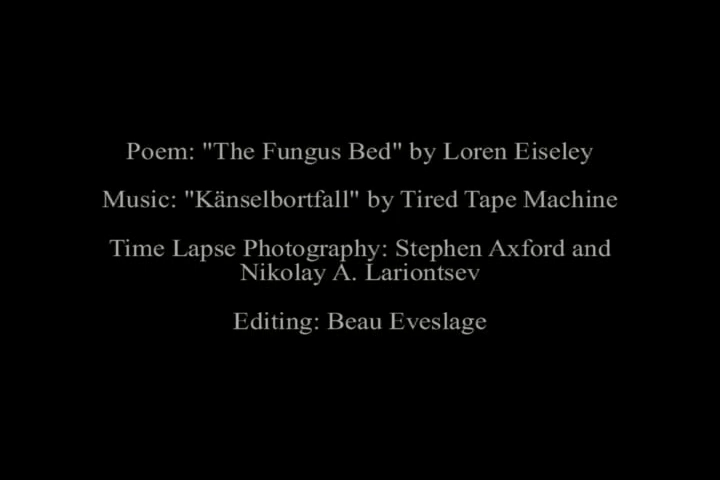 Poem: "The Fungus Bed" by Loren Eiseley
Music: "Känselbortfall" by Tired Tape Machine
Time Lapse Photography: Stephen Axford and
Nikolay A. Lariontsev
Editing: Beau Eveslage